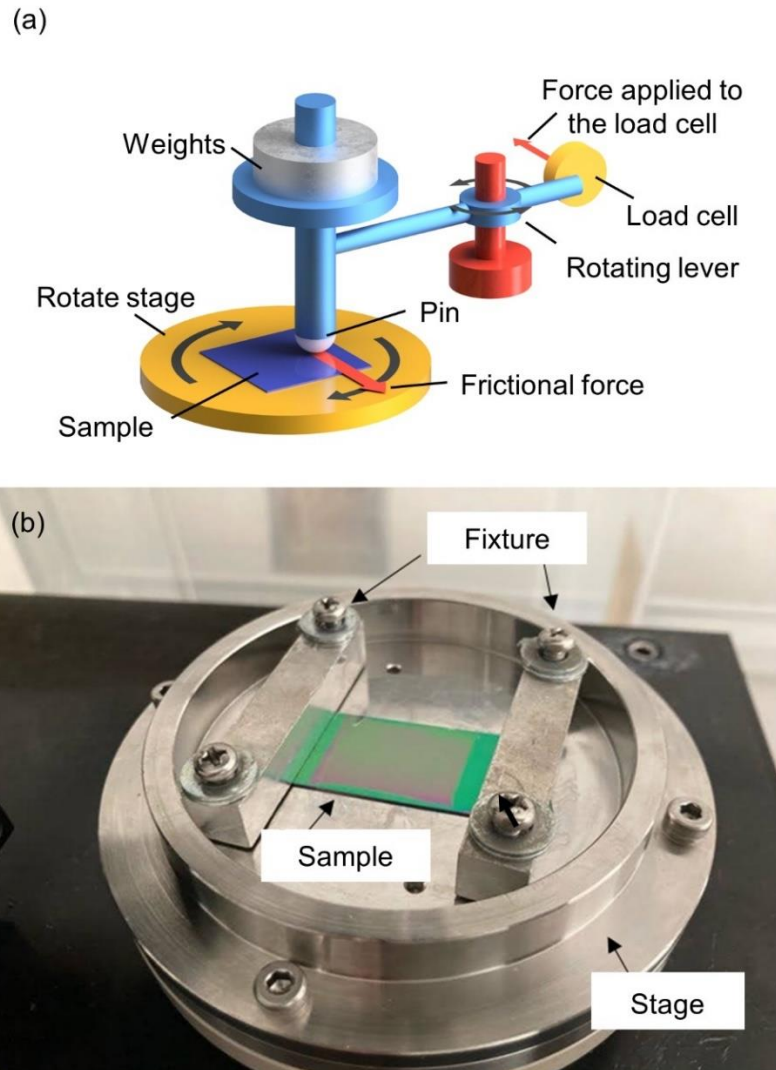 (a)
Weights
Force applied to
the load cell
Load cell
Rotating lever
Rotate stage
Pin
Frictional force
Sample
(b)
Fixture
Sample
Stage